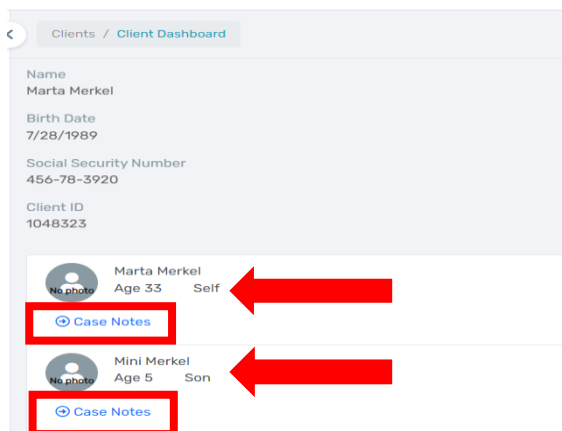 Clients / Client Dashboard
Name
Marta Merkel
Birth Date
7/28/1989
Social Security Number
456-78-3920
Client ID
1048323
Marta Merkel
No photo Age 33 Self
Case Notes
Mini Merkel
No photo Age 5 Son
Case Notes